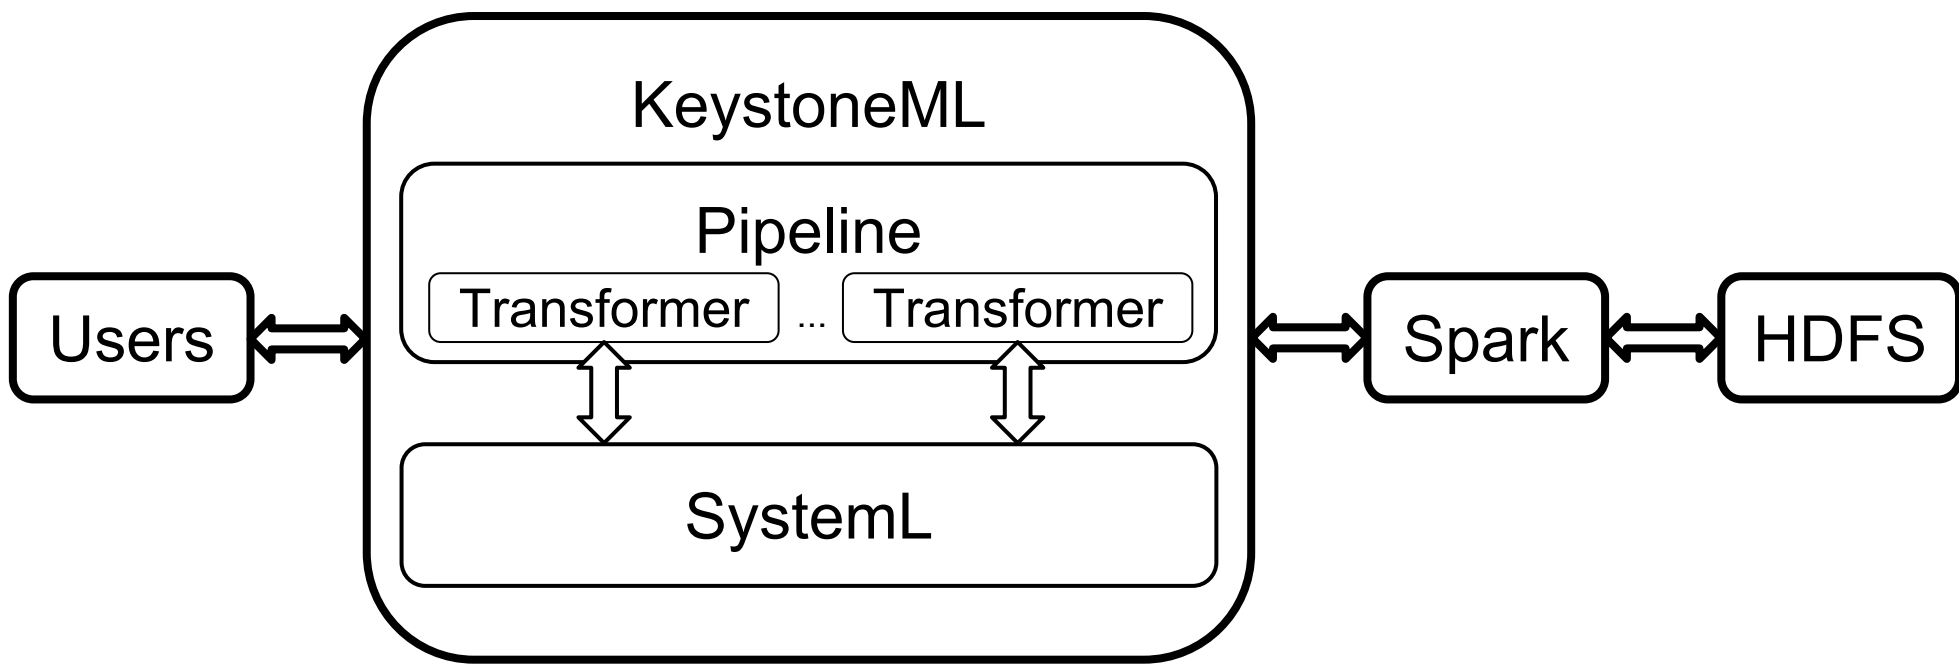 KeystoneML
Pipeline
Transformer ... Transformer
Users
Spark
HDFS
SystemL